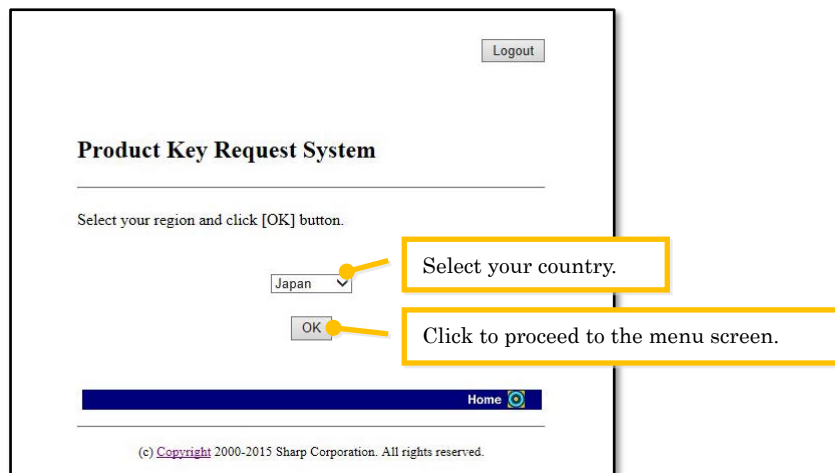 Logout
Product Key Request System
Select your region and click [OK] button.
Select your country.
Japan
OK
Click to proceed to the menu screen.
Home
(c) Copyright 2000-2015 Sharp Corporation. All rights reserved.